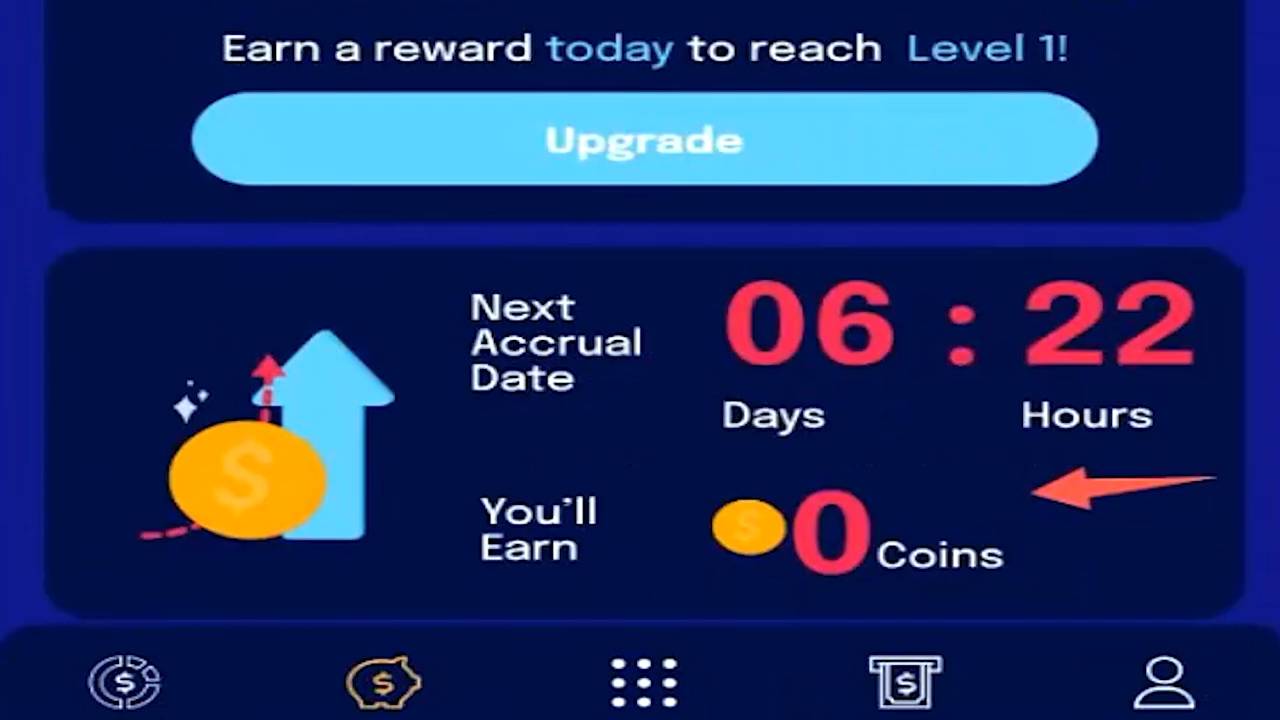 Earn a reward today to reach Level 1!
Upgrade
Next
Accrual
Date
06 : 22
Days Hours
You'll
Earn
0 Coins